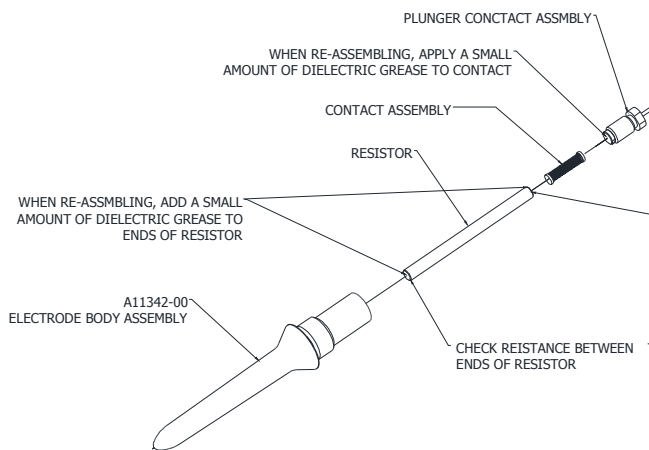 PLUNGER CONCTACT ASSMBLY
WHEN RE-ASSEMBLING, APPLY A SMALL
AMOUNT OF DIELECTRIC GREASE TO CONTACT
CONTACT ASSEMBLY
RESISTOR
WHEN RE-ASSMBLING, ADD A SMALL
AMOUNT OF DIELECTRIC GREASE TO
ENDS OF RESISTOR
A11342-00
ELECTRODE BODY ASSEMBLY
CHECK REISTANCE BETWEEN
ENDS OF RESISTOR